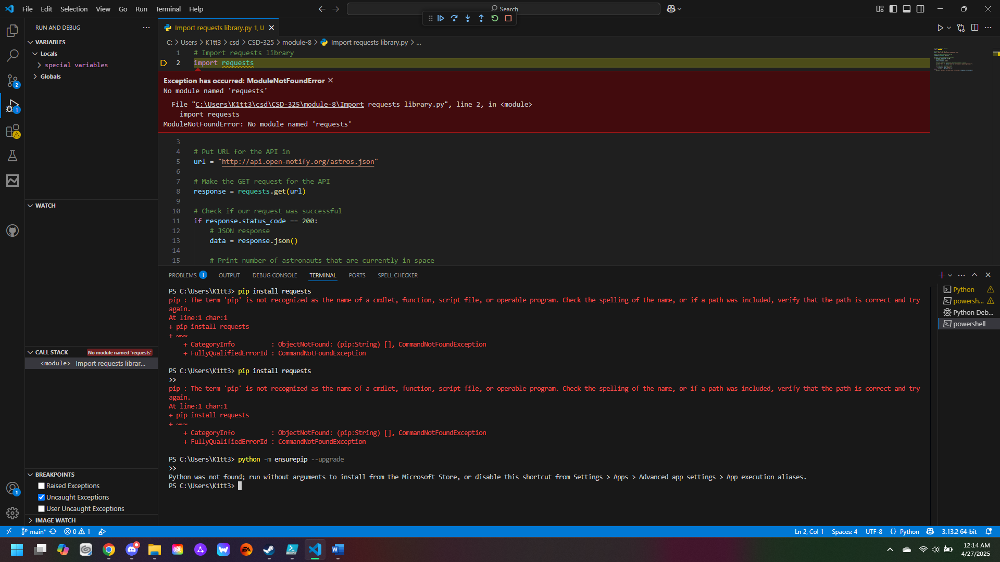 File Edit Selection View Go Run Terminal Help
Search
RUN AND DEBUG
VARIABLES
Locals
special variables
Globals
WATCH
CALL STACK No module named 'requests'
<module> Import requests librar...
BREAKPOINTS
Raised Exceptions
Uncaught Exceptions
User Uncaught Exceptions
IMAGE WATCH
2
1
1
Import requests library.py 1, U
C: > Users > K1tt3 > csd > CSD-325 > module-8 > Import requests library.py > ...
1 # Import requests library
2 import requests
Exception has occurred: ModuleNotFoundError
No module named 'requests'
File "C:\Users\K1tt3\csd\CSD-325\module-8\Import requests library.py", line 2, in <module>
import requests
ModuleNotFoundError: No module named 'requests'
3
4 # Put URL for the API in
5 url = "http://api.open-notify.org/astros.json"
6
7 # Make the GET request for the API
8 response = requests.get(url)
9
10 # Check if our request was successful
11 if response.status_code == 200:
12 # JSON response
13 data = response.json()
14
15 # Print number of astronauts that are currently in space
PROBLEMS 1 OUTPUT DEBUG CONSOLE TERMINAL PORTS SPELL CHECKER
PS C:\Users\K1tt3> pip install requests
pip : The term 'pip' is not recognized as the name of a cmdlet, function, script file, or operable program. Check the spelling of the name, or if a path was included, verify that the path is correct and try
again.
At line:1 char:1
+ pip install requests
+ ~~~
+ CategoryInfo : ObjectNotFound: (pip:String) [], CommandNotFoundException
+ FullyQualifiedErrorId : CommandNotFoundException
PS C:\Users\K1tt3> pip install requests
>>
pip : The term 'pip' is not recognized as the name of a cmdlet, function, script file, or operable program. Check the spelling of the name, or if a path was included, verify that the path is correct and try
again.
At line:1 char:1
+ pip install requests
+ ~~~
+ CategoryInfo : ObjectNotFound: (pip:String) [], CommandNotFoundException
+ FullyQualifiedErrorId : CommandNotFoundException
PS C:\Users\K1tt3> python -m ensurepip --upgrade
>>
Python was not found; run without arguments to install from the Microsoft Store, or disable this shortcut from Settings > Apps > Advanced app settings > App execution aliases.
PS C:\Users\K1tt3>
Python
powersh...
Python Deb...
powershell
main* 0 1
Ln 2, Col 1 Spaces: 4 UTF-8 { } Python 3.13.2 64-bit
EA
W
12:14 AM
4/27/2025